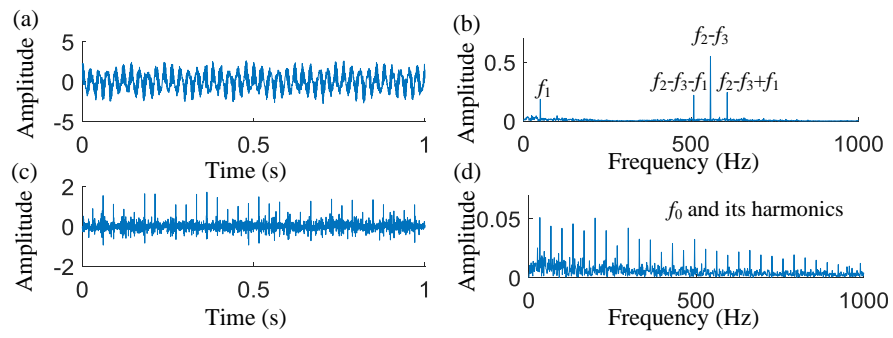 (a)
5
0
-5
Amplitude
0 0.5 1
Time (s)
(b)
0.5
0
Amplitude
f1
f2-f3
f2-f3-f1
f2-f3+f1
0 500 1000
Frequency (Hz)
(c)
2
0
-2
Amplitude
0 0.5 1
Time (s)
(d)
0.05
0
Amplitude
f0 and its harmonics
0 500 1000
Frequency (Hz)